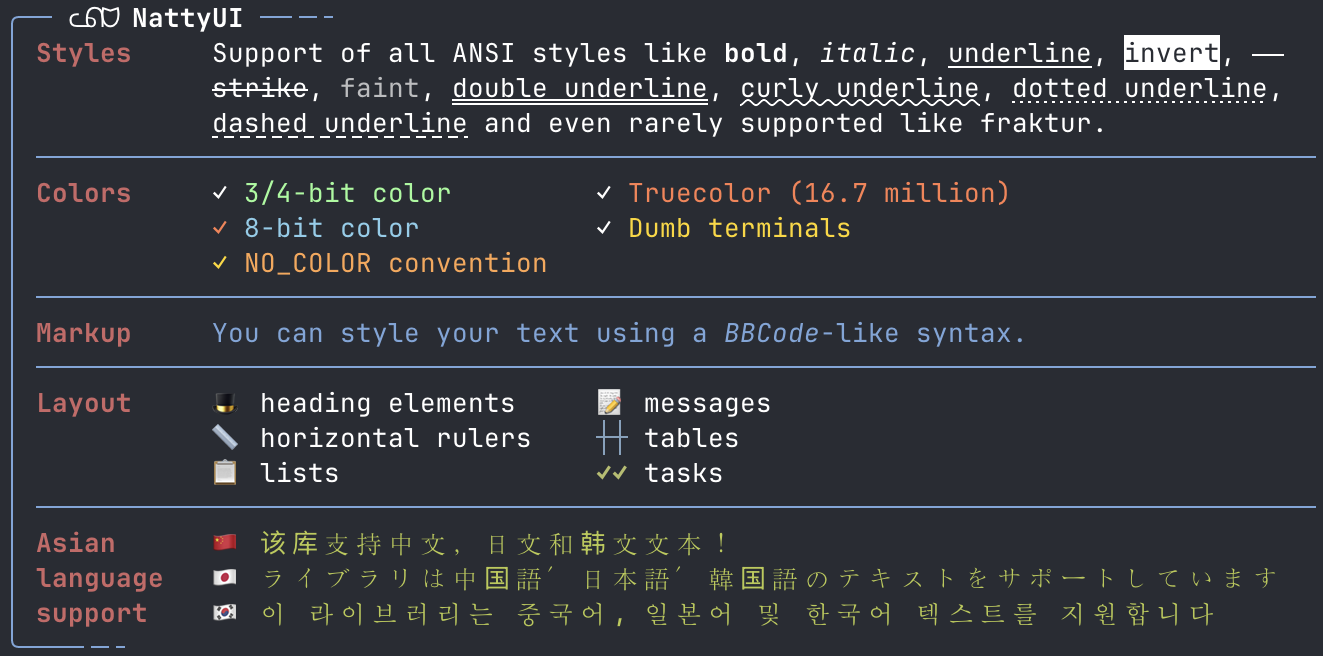 ᓚᕠᗢ NattyUI
Styles Support of all ANSI styles like bold, italic, underline, invert,
strike, faint, double underline, curly underline, dotted underline,
dashed underline and even rarely supported like fraktur.
Colors ✓ 3/4-bit color ✓ Truecolor (16.7 million)
✓ 8-bit color ✓ Dumb terminals
✓ NO_COLOR convention
Markup You can style your text using a BBCode-like syntax.
Layout 🎩 heading elements 📝 messages
📏 horizontal rulers ┼┼ tables
📋 lists ✓✓ tasks
Asian 🇨🇳 该库支持中文, 日文和韩文文本!
language 🇯🇵 ライブラリは中国語′ 日本語′ 韓国語のテキストをサポートしています
support 🇰🇷 이 라이브러리는 중국어, 일본어 및 한국어 텍스트를 지원합니다